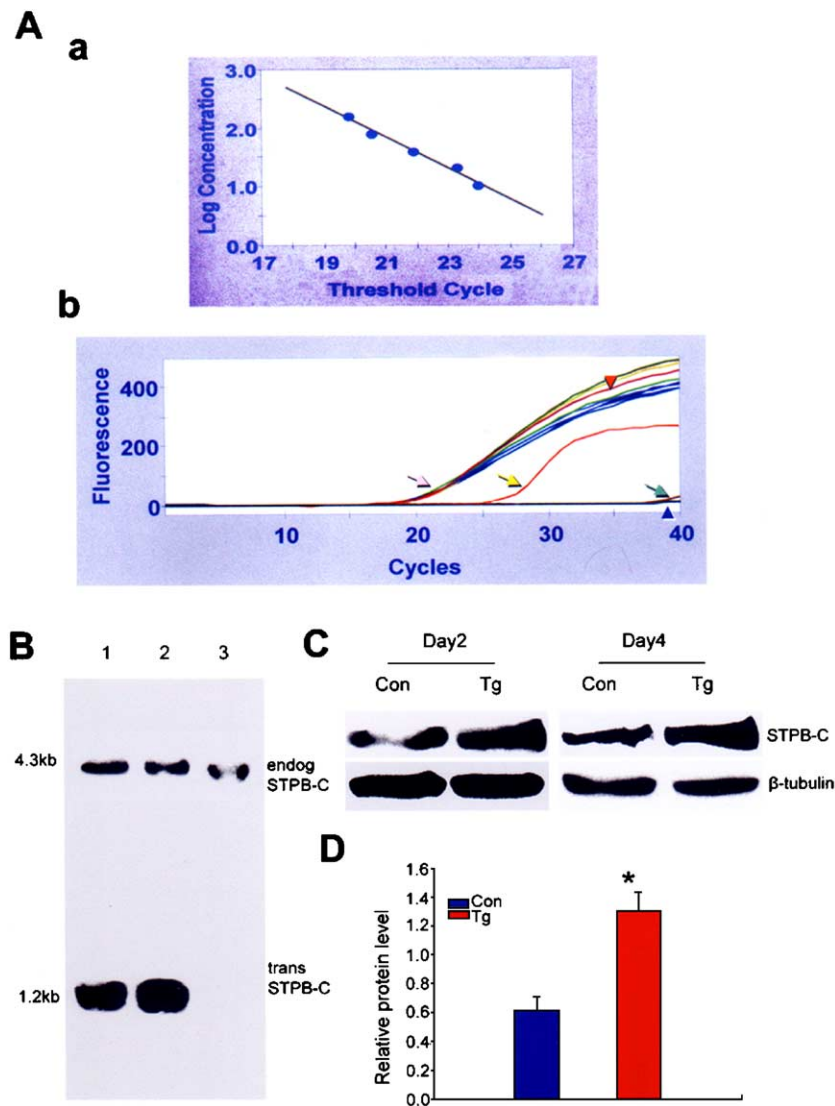 A
a
3.0
2.0
1.0
0.0
Log Concentration
17 19 21 23 25 27
Threshold Cycle
b
400
200
0
Fluorescence
10 20 30 40
Cycles
B
1 2 3
4.3kb
endog
STPB-C
trans
STPB-C
1.2kb
C
Day2 Day4
Con Tg Con Tg
STPB-C
β-tubulin
D
1.6
1.4
1.2
1.0
0.8
0.6
0.4
0.2
0.0
Relative protein level
Con
Tg
*